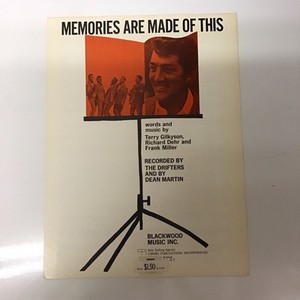 MEMORIES ARE MADE OF THIS
words and
music by
Terry Gilkyson,
Richard Dehr and
Frank Miller
RECORDED BY
THE DRIFTERS
AND BY
DEAN MARTIN
BLACKWOOD
MUSIC INC.
$1.50